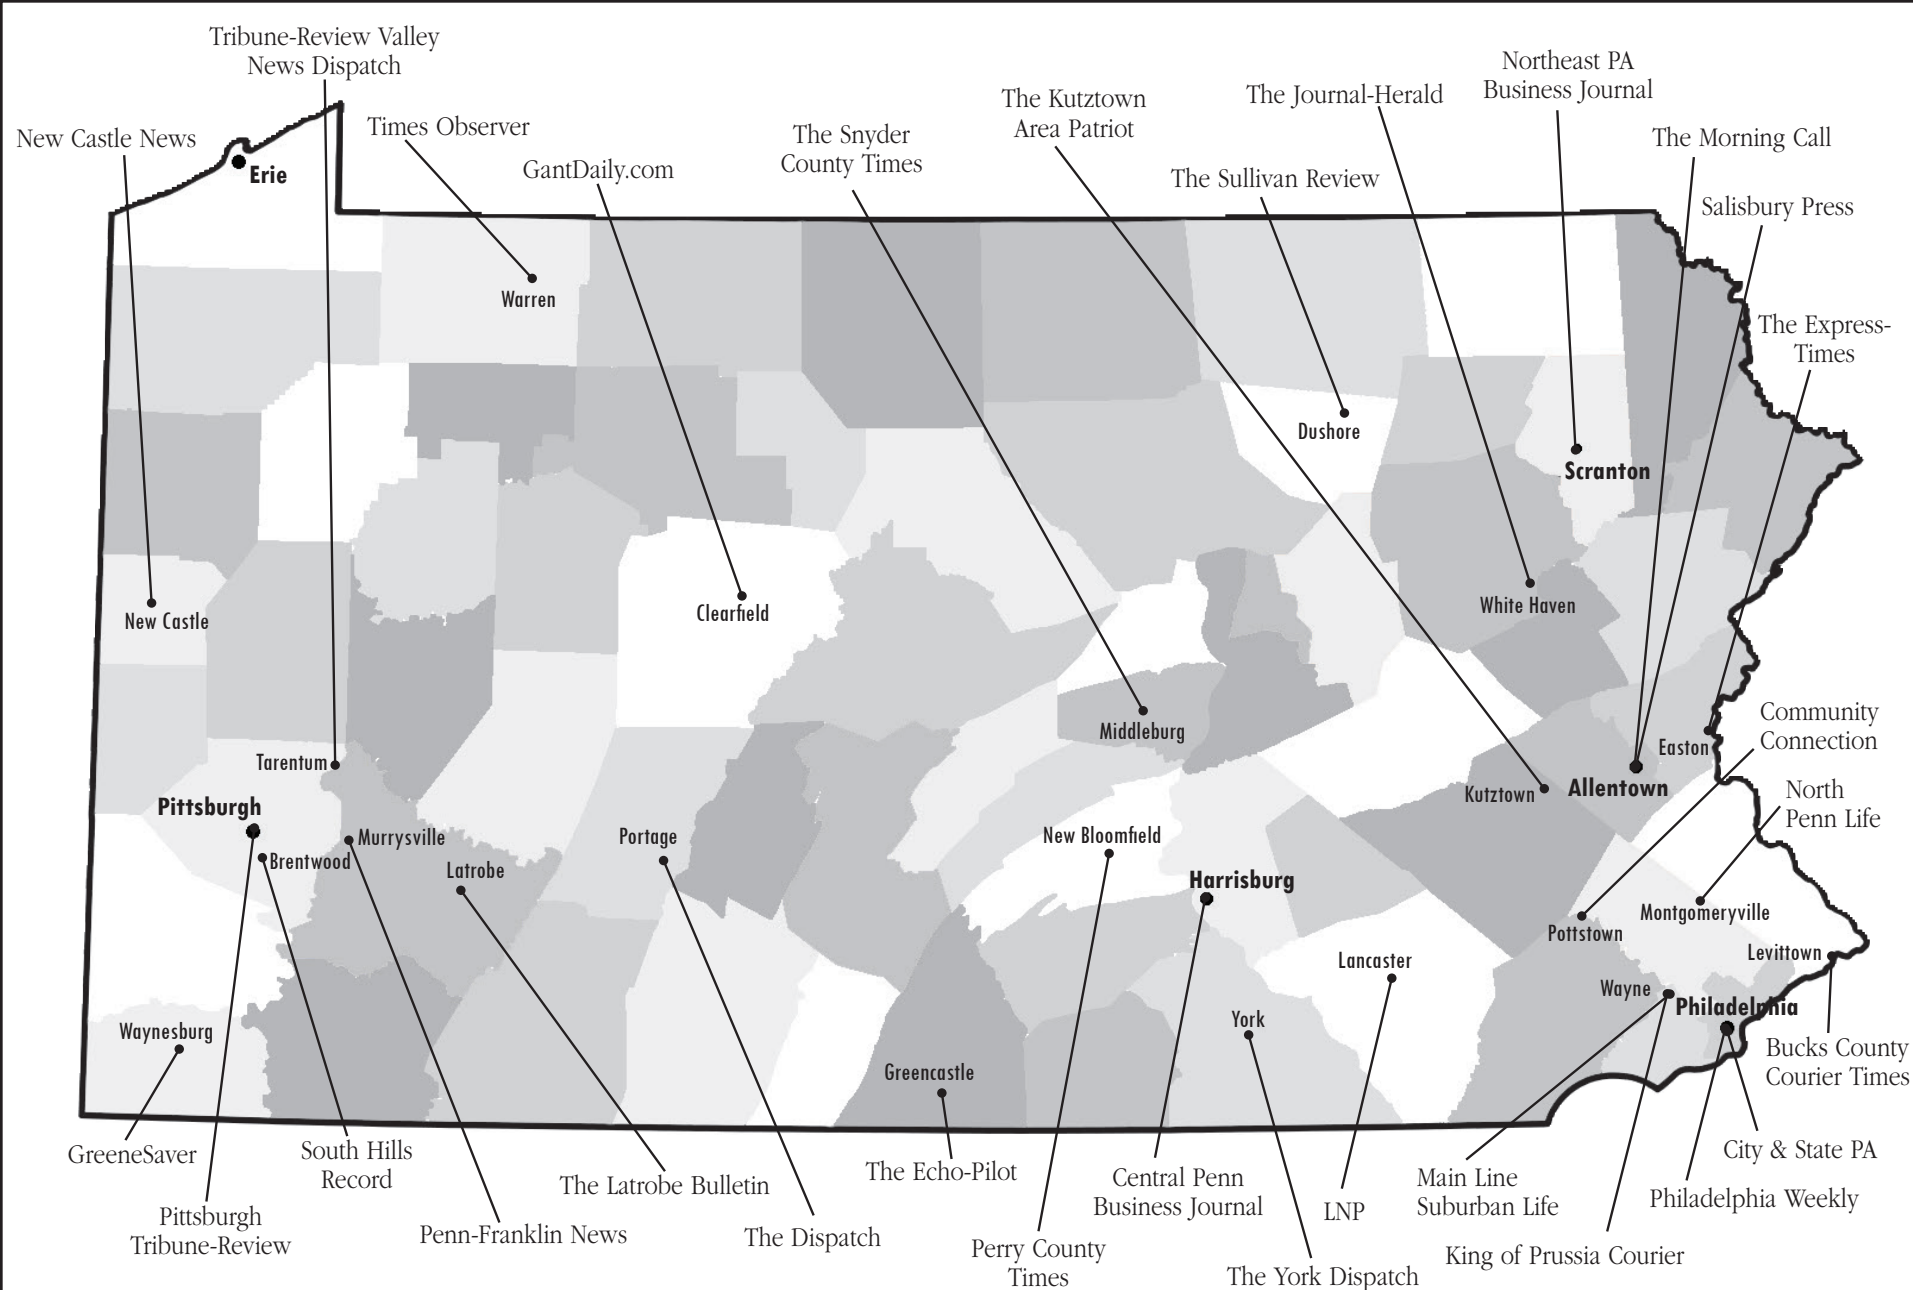 Tribune-Review Valley
News Dispatch
New Castle News
Times Observer
GantDaily.com
The Snyder
County Times
The Kutztown
Area Patriot
The Sullivan Review
The Journal-Herald
Northeast PA
Business Journal
The Morning Call
Salisbury Press
The Express-
Times
Erie
Warren
Dushore
Scranton
New Castle
Clearfield
White Haven
Middleburg
Community
Connection
Easton
Tarentum
Kutztown
Allentown
North
Penn Life
Pittsburgh
Murrysville
Brentwood
Portage
New Bloomfield
Latrobe
Harrisburg
Montgomeryville
Pottstown
Levittown
Lancaster
Wayne
Philadelphia
Waynesburg
York
Greencastle
Bucks County
Courier Times
GreeneSaver
South Hills
Record
The Latrobe Bulletin
The Echo-Pilot
Central Penn
Business Journal
LNP
Main Line
Suburban Life
City & State PA
Philadelphia Weekly
Pittsburgh
Tribune-Review
Penn-Franklin News
The Dispatch
Perry County
Times
The York Dispatch
King of Prussia Courier